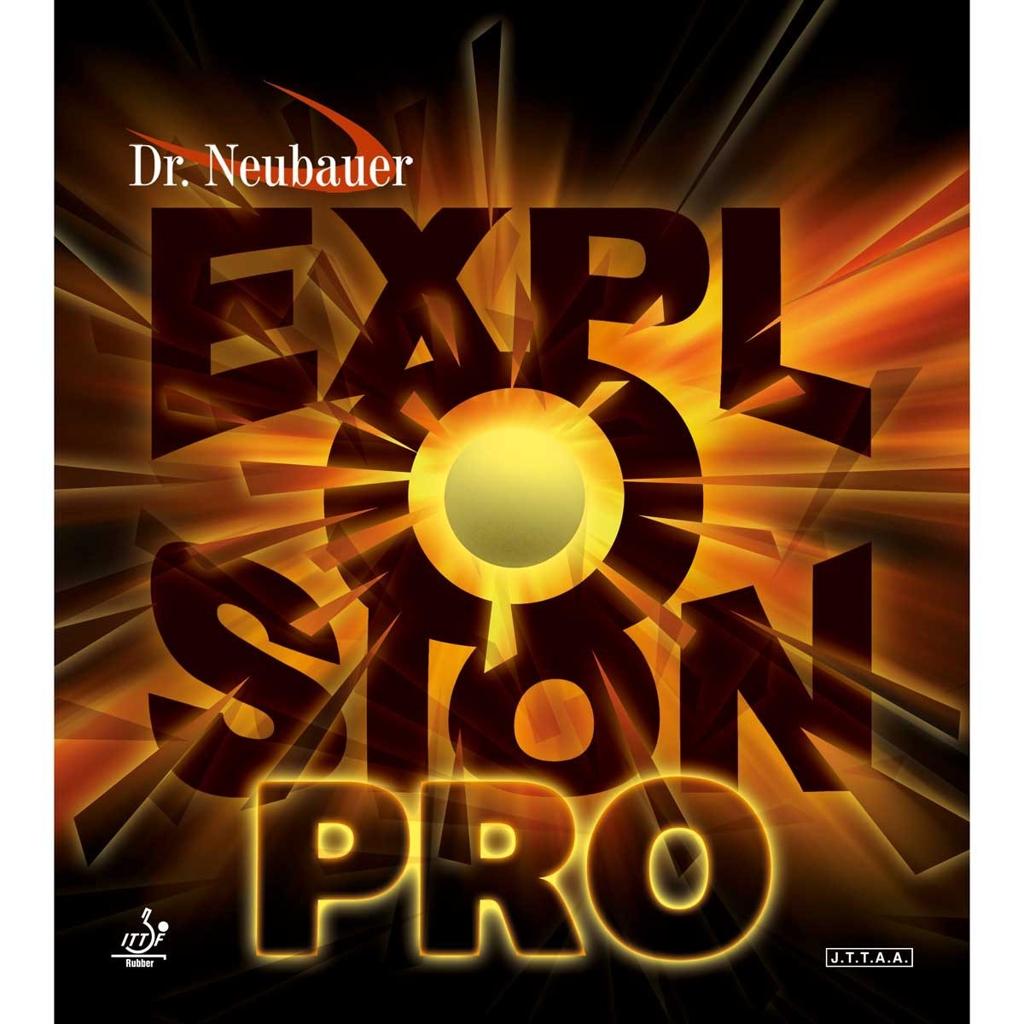 Dr. Neubauer
EXPL
O
SION
PRO
ITTF
Rubber
J.T.T.A.A.